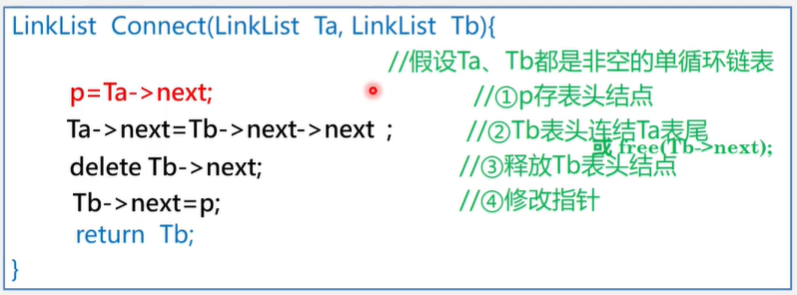 LinkList Connect(LinkList Ta, LinkList Tb){
//假设Ta、Tb都是非空的单循环链表
p=Ta->next; //①p存表头结点
Ta->next=Tb->next->next ; //②Tb表头连结Ta表尾
或 free(Tb->next);
delete Tb->next; //③释放Tb表头结点
Tb->next=p; //④修改指针
return Tb;
}